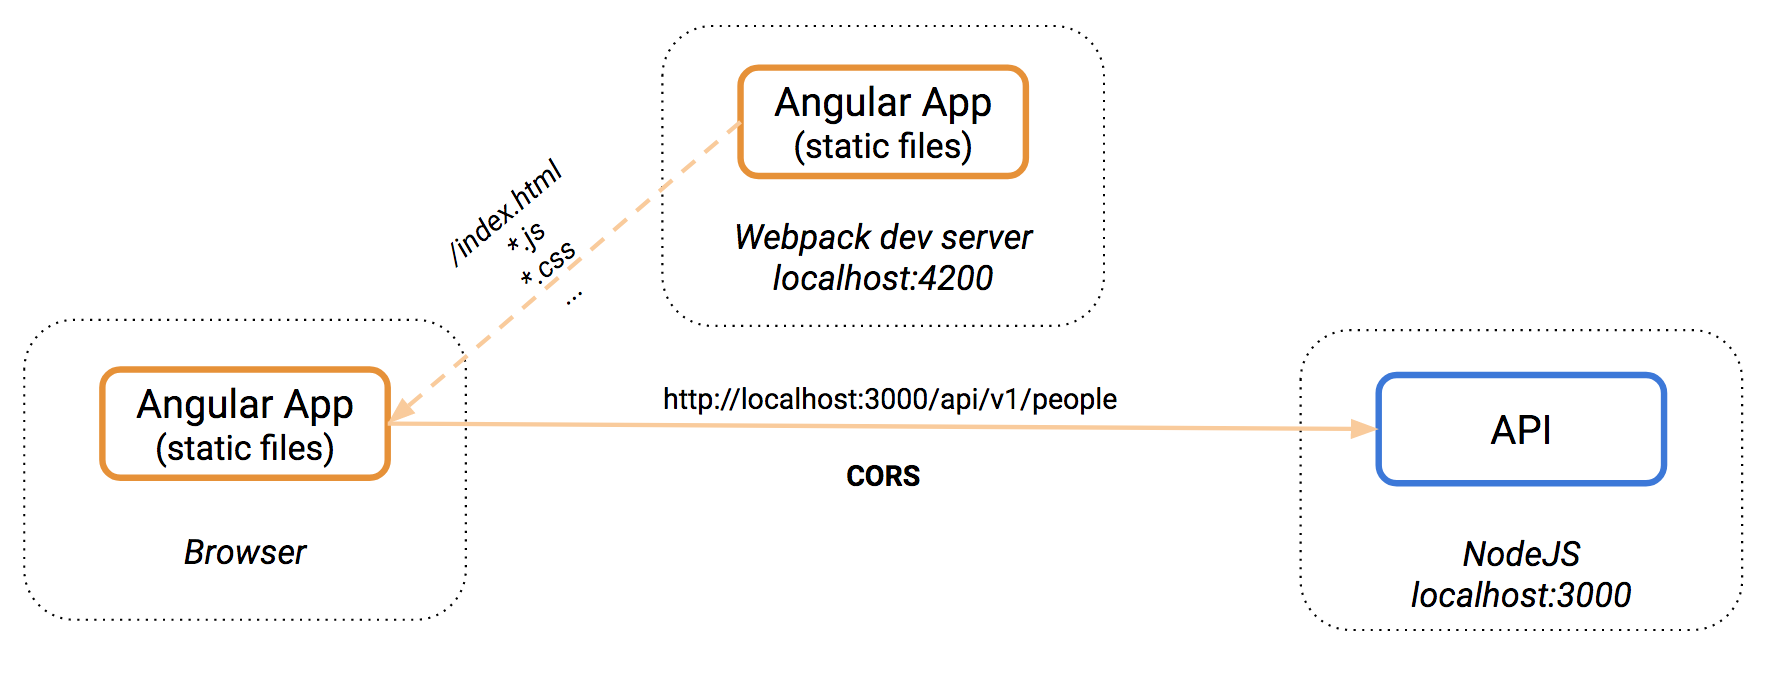 Angular App
(static files)
Webpack dev server
localhost:4200
/index.html
*.js
*.css
...
Angular App
(static files)
Browser
http://localhost:3000/api/v1/people
CORS
API
NodeJS
localhost:3000